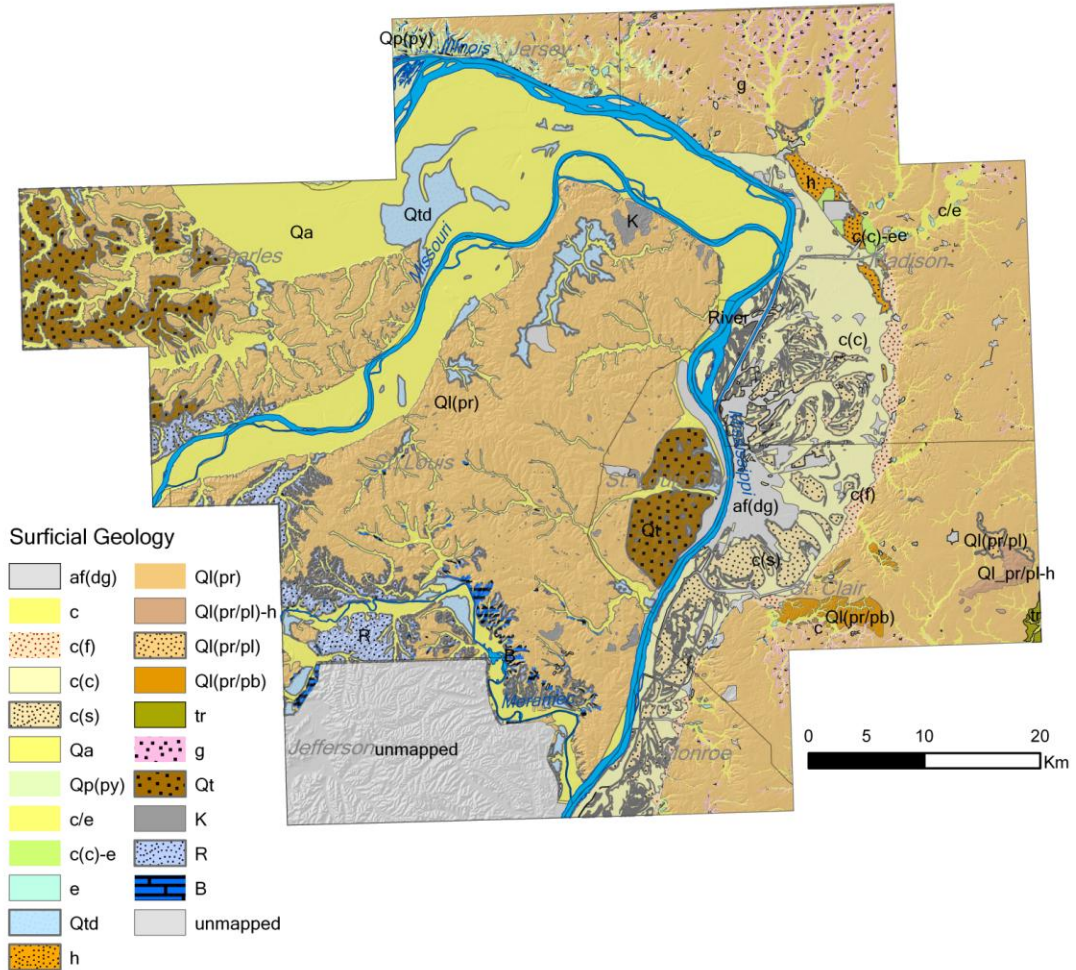 Qp(py)
Illinois
Jersey
g
h
Qtd
K
c/e
Qa
c(c)-ee
St. Charles
Missouri
Madison
River
c(c)
Ql(pr)
St. Louis
Mississippi
St. Louis
c(f)
af(dg)
Qt
Ql(pr/pl)
c(s)
Ql_pr/pl-h
St. Clair
Ql(pr/pb)
tr
R
c
B
Meramec
Jefferson
unmapped
Monroe
0 5 10 20
Km
Surficial Geology
af(dg)
c
c(f)
c(c)
c(s)
Qa
Qp(py)
c/e
c(c)-e
e
Qtd
h
Ql(pr)
Ql(pr/pl)-h
Ql(pr/pl)
Ql(pr/pb)
tr
g
Qt
K
R
B
unmapped